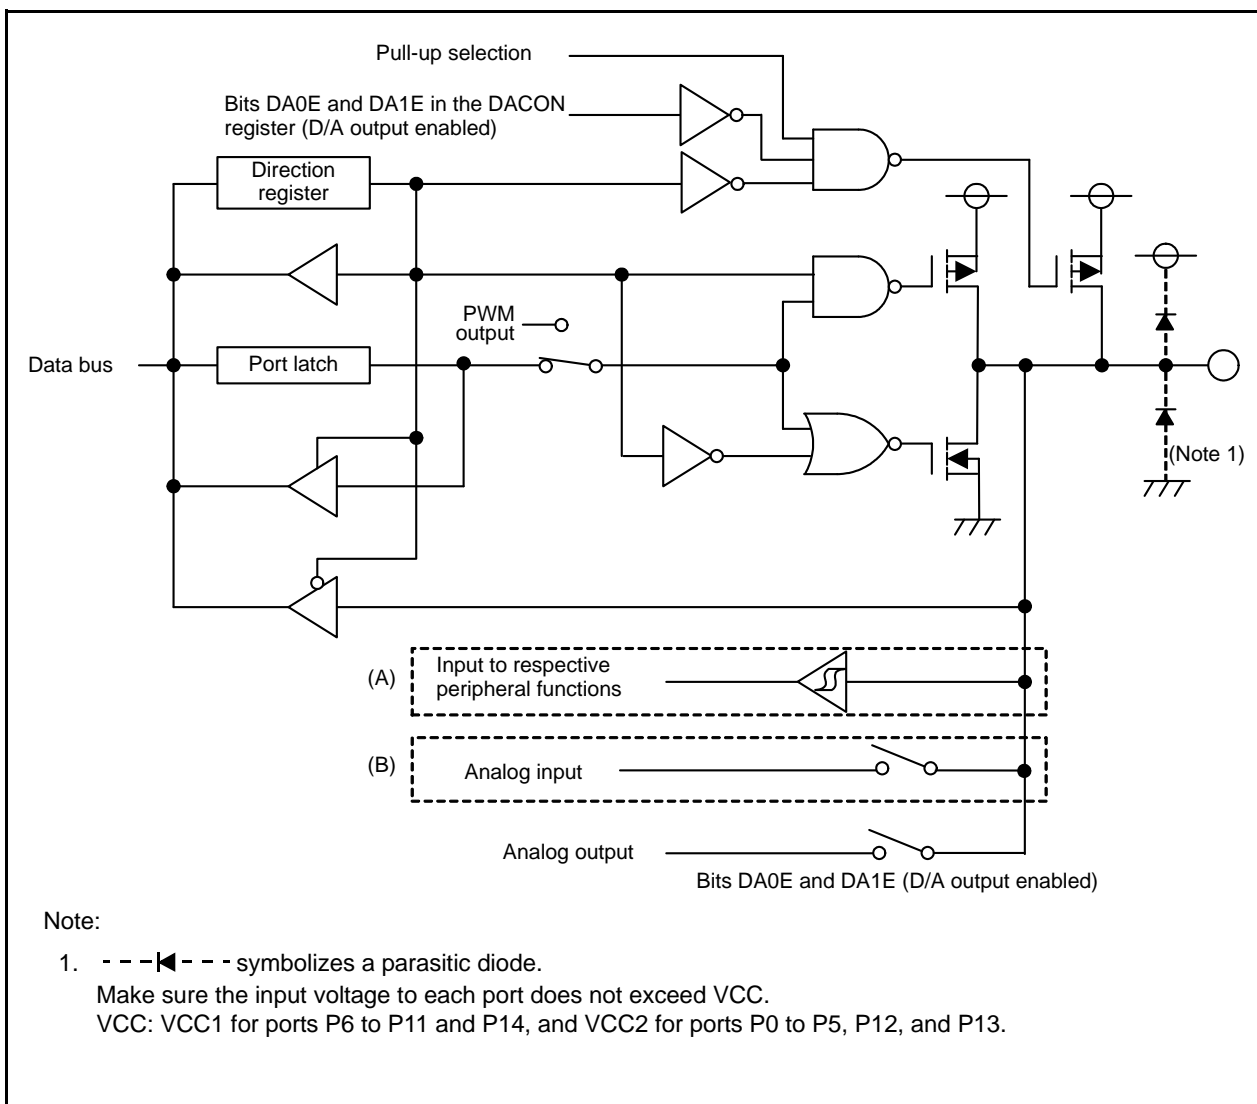 Pull-up selection
Bits DA0E and DA1E in the DACON
register (D/A output enabled)
Direction
register
PWM
output
Data bus
Port latch
(Note 1)
(A)
Input to respective
peripheral functions
(B)
Analog input
Analog output
Bits DA0E and DA1E (D/A output enabled)
Note:
1. symbolizes a parasitic diode.
Make sure the input voltage to each port does not exceed VCC.
VCC: VCC1 for ports P6 to P11 and P14, and VCC2 for ports P0 to P5, P12, and P13.